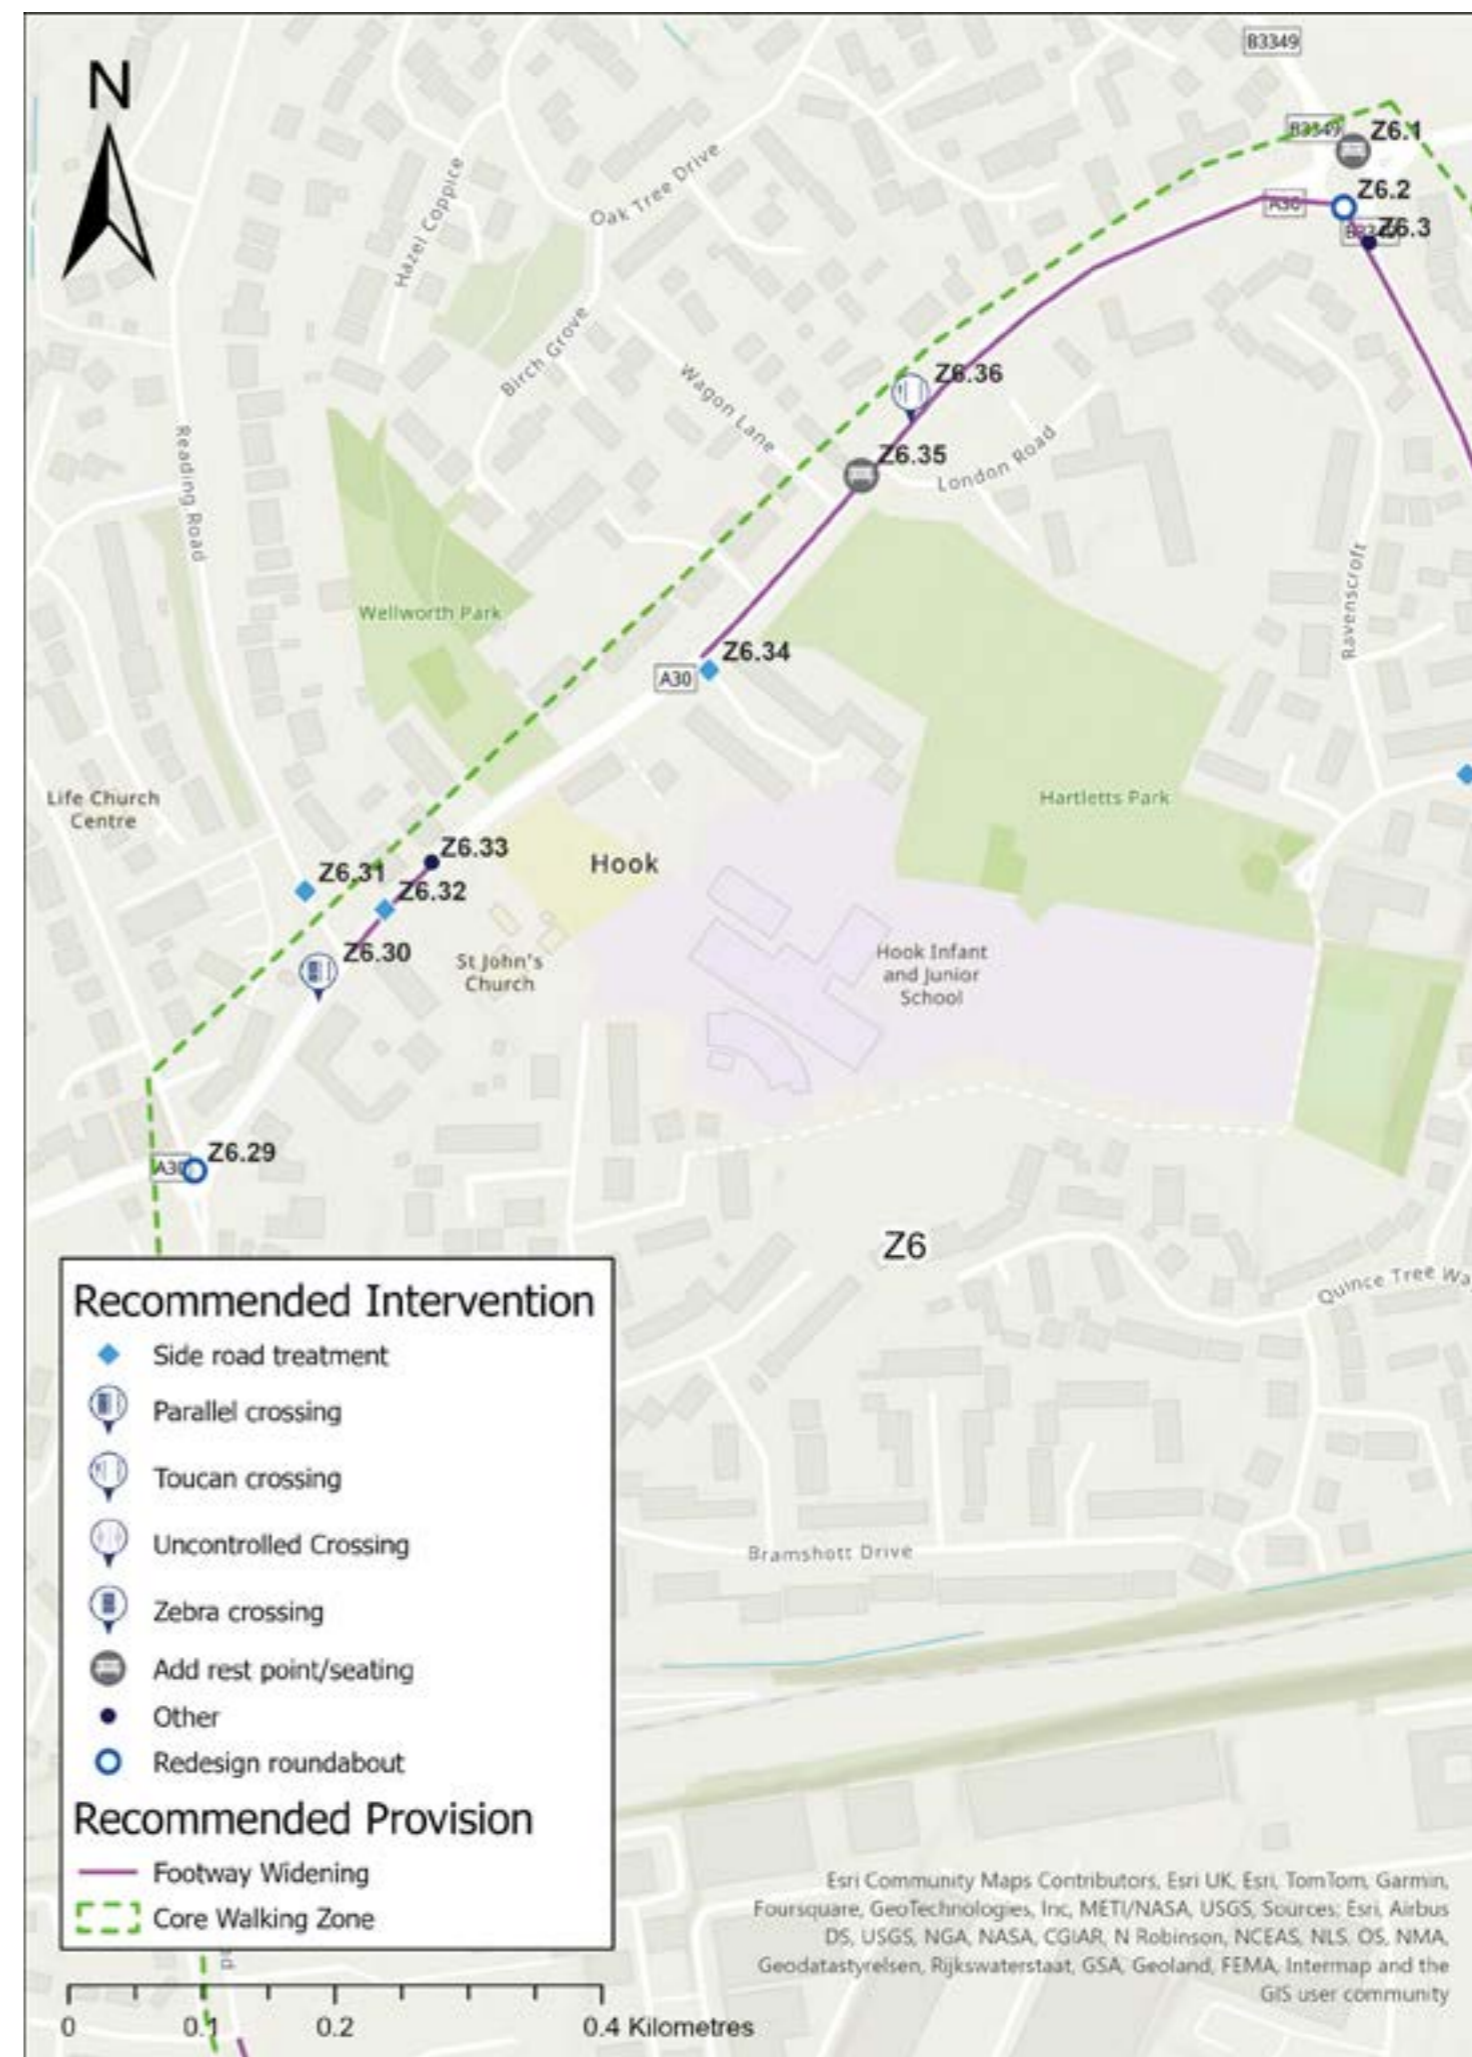 N
B3349
B3349
Z6.1
Z6.2
A30
Z6.3
Hazel Coppice
Oak Tree Drive
Birch Grove
Wagon Lane
Z6.36
Z6.35
London Road
Reading Road
Ravenscroft
Wellworth Park
Z6.34
A30
Life Church
Centre
Hartletts Park
Z6.33
Z6.31
Z6.32
Hook
Z6.30
St John's
Church
Hook Infant
and Junior
School
Z6.29
A30
Z6
Quince Tree Wa
Recommended Intervention
Side road treatment
Parallel crossing
Toucan crossing
Uncontrolled Crossing
Zebra crossing
Add rest point/seating
Other
Redesign roundabout
Recommended Provision
Footway Widening
Core Walking Zone
Bramshott Drive
Esri Community Maps Contributors, Esri UK, Esri, TomTom, Garmin,
Foursquare, GeoTechnologies, Inc, METI/NASA, USGS, Sources: Esri, Airbus
DS, USGS, NGA, NASA, CGIAR, N Robinson, NCEAS, NLS, OS, NMA,
Geodatastyrelsen, Rijkswaterstaat, GSA, Geoland, FEMA, Intermap and the
GIS user community
0 0.1 0.2 0.4 Kilometres